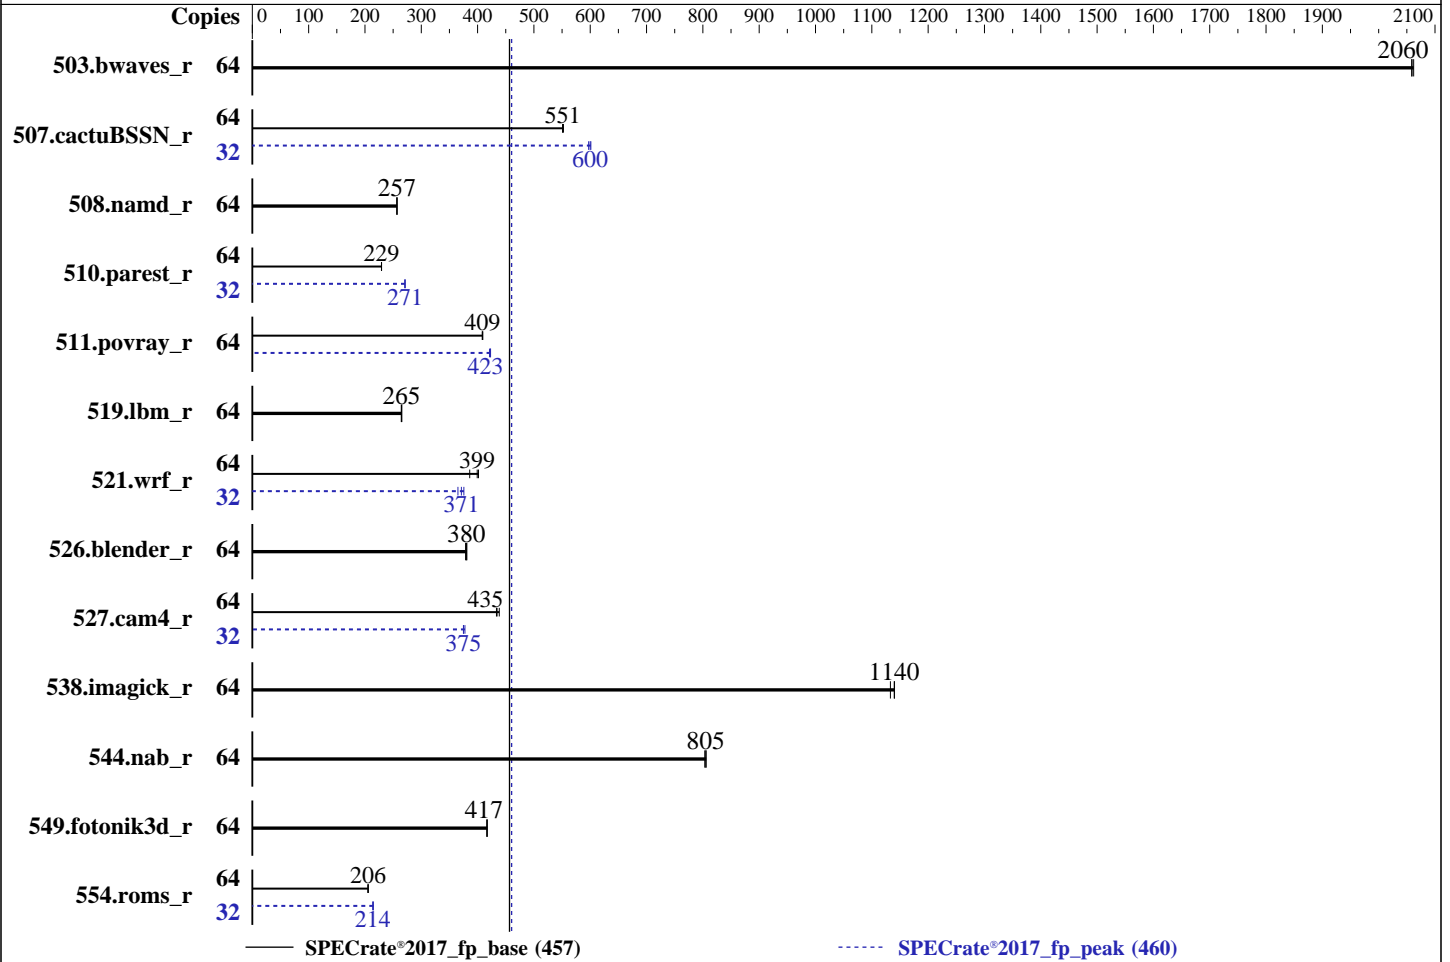 Copies 0 100 200 300 400 500 600 700 800 900 1000 1100 1200 1300 1400 1500 1600 1700 1800 1900 2100
503.bwaves_r 64 2060
507.cactuBSSN_r 64 551
32 600
508.namd_r 64 257
510.parest_r 64 229
32 271
511.povray_r 64 409
423
519.lbm_r 64 265
521.wrf_r 64 399
32 371
526.blender_r 64 380
527.cam4_r 64 435
32 375
538.imagick_r 64 1140
544.nab_r 64 805
549.fotonik3d_r 64 417
554.roms_r 64 206
32 214
SPECrate®2017_fp_base (457) SPECrate®2017_fp_peak (460)